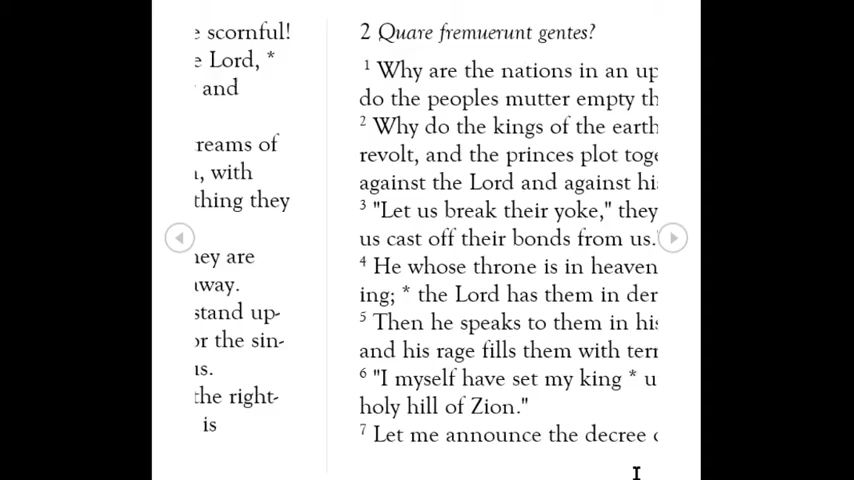 scornful!
Lord, *
and
reams of
with
thing they
are
away.
stand up-
the sin-
the right-
is
2 Quare fremuerunt gentes?
1 Why are the nations in an up
do the peoples mutter empty th
2 Why do the kings of the earth
revolt, and the princes plot toge
against the Lord and against hi
3 "Let us break their yoke," they
us cast off their bonds from us.
4 He whose throne is in heaven
ing; * the Lord has them in der
5 Then he speaks to them in his
and his rage fills them with terr
6 "I myself have set my king * u
holy hill of Zion."
7 Let me announce the decree